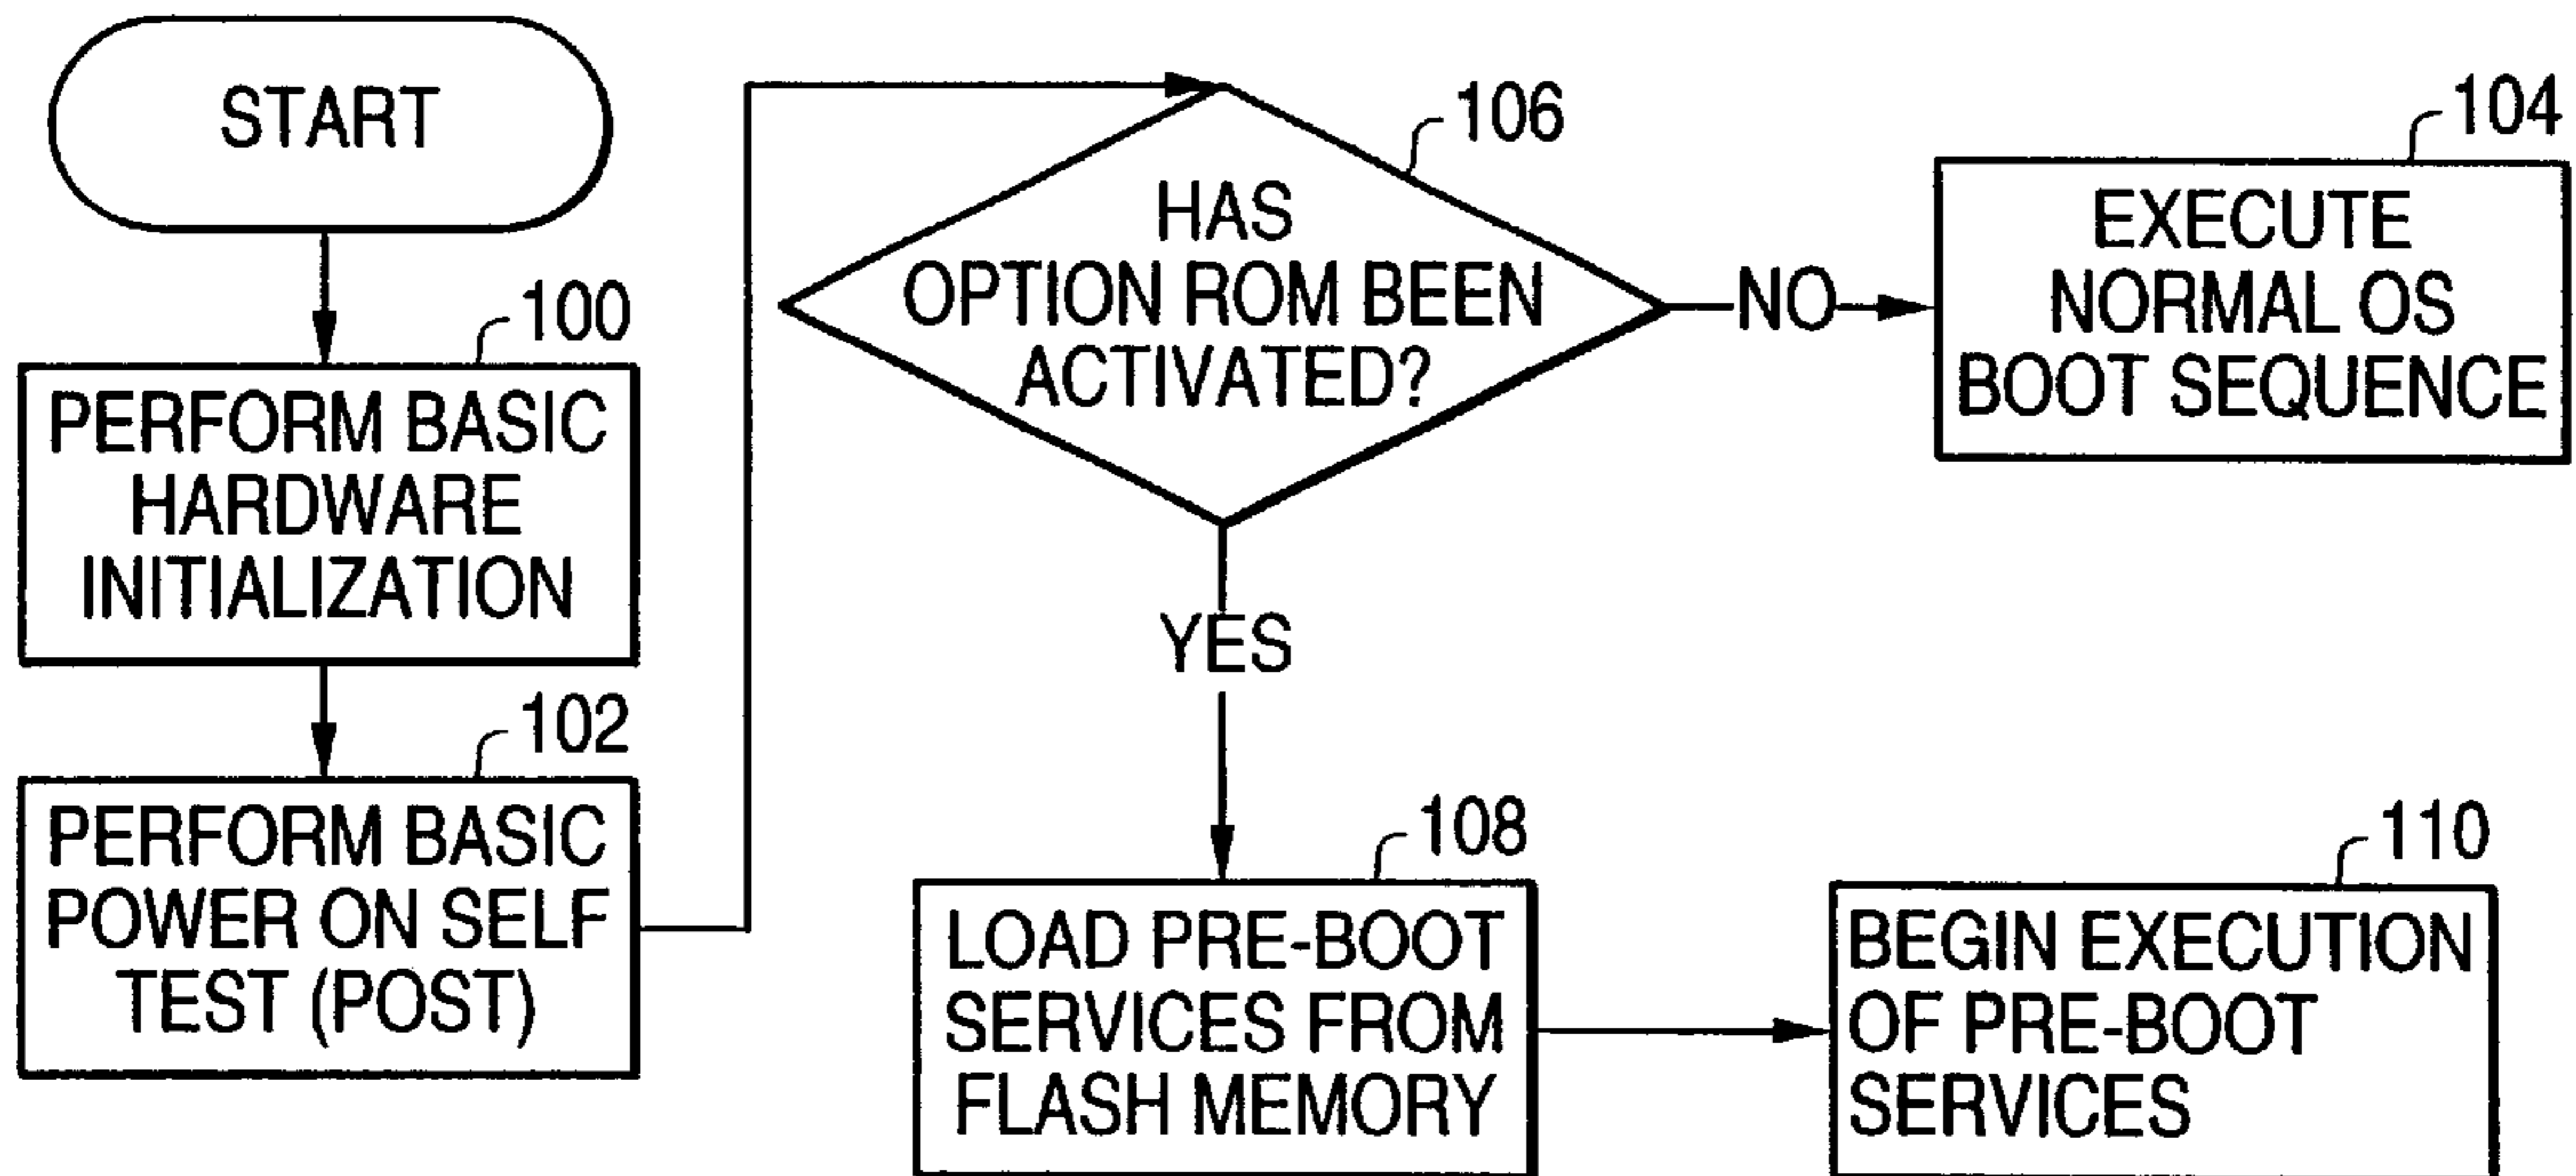 START
100
PERFORM BASIC
HARDWARE
INITIALIZATION
102
PERFORM BASIC
POWER ON SELF
TEST (POST)
106
HAS
OPTION ROM BEEN
ACTIVATED?
NO
104
EXECUTE
NORMAL OS
BOOT SEQUENCE
YES
108
LOAD PRE-BOOT
SERVICES FROM
FLASH MEMORY
110
BEGIN EXECUTION
OF PRE-BOOT
SERVICES